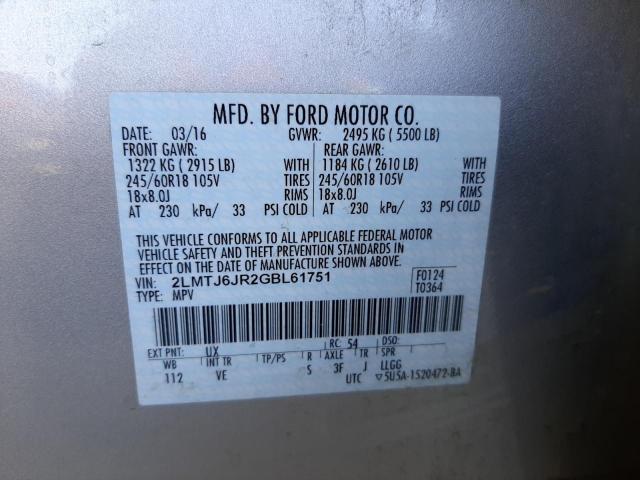 MFD. BY FORD MOTOR CO.
DATE: 03/16 GVWR: 2495 KG ( 5500 LB)
FRONT GAWR: REAR GAWR:
1322 KG ( 2915 LB) WITH 1184 KG ( 2610 LB) WITH
245/60R18 105V TIRES 245/60R18 105V TIRES
18x8.0J RIMS 18x8.0J RIMS
AT 230 kPa/ 33 PSI COLD AT 230 kPa/ 33 PSI COLD
THIS VEHICLE CONFORMS TO ALL APPLICABLE FEDERAL MOTOR
VEHICLE SAFETY AND THEFT PREVENTION STANDARDS IN
EFFECT ON THE DATE OF MANUFACTURE SHOWN ABOVE.
VIN: 2LMTJ6JR2GBL61751 F0124
TYPE: MPV T0364
EXT PNT: UX RC: 54 DSO:
WB INT TR TP/PS R AXLE TR SPR
112 VE S 3F J LLGG
UTC ▽5U5A-1520472-BA